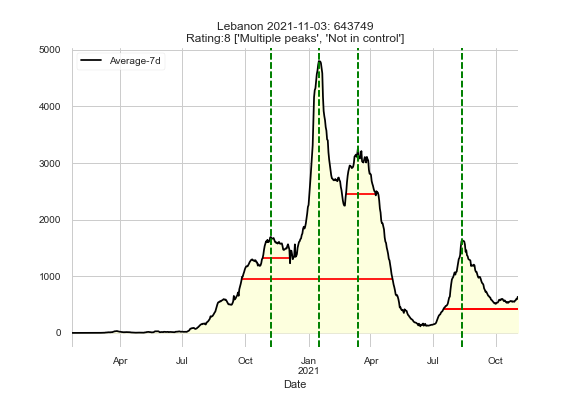 Lebanon 2021-11-03: 643749
Rating:8 ['Multiple peaks', 'Not in control']
Average-7d
5000
4000
3000
2000
1000
0
Apr Jul Oct Jan Apr Jul Oct
2021
Date